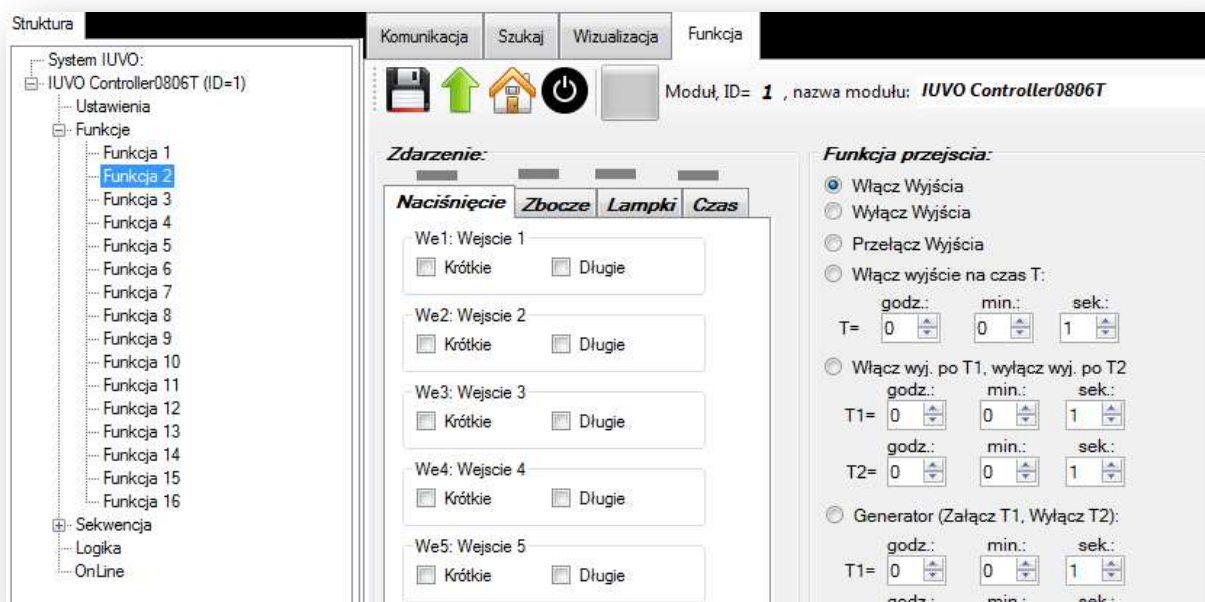 Struktura
System IUVO:
IUVO Controller0806T (ID=1)
Ustawienia
Funkcje
Funkcja 1
Funkcja 2
Funkcja 3
Funkcja 4
Funkcja 5
Funkcja 6
Funkcja 7
Funkcja 8
Funkcja 9
Funkcja 10
Funkcja 11
Funkcja 12
Funkcja 13
Funkcja 14
Funkcja 15
Funkcja 16
Sekwencja
Logika
OnLine
Komunikacja Szukaj Wizualizacja Funkcja
Moduł, ID= 1 , nazwa modułu: IUVO Controller0806T
Zdarzenie:
Naciśnięcie Zbocze Lampki Czas
We1: Wejscie 1
Krótkie Długie
We2: Wejscie 2
Krótkie Długie
We3: Wejscie 3
Krótkie Długie
We4: Wejscie 4
Krótkie Długie
We5: Wejscie 5
Krótkie Długie
Funkcja przejscia:
Włącz Wyjścia
Wyłącz Wyjścia
Przełącz Wyjścia
Włącz wyjście na czas T:
godz.: min.: sek.:
T= 0 0 1
Włącz wyj. po T1, wyłącz wyj. po T2
godz.: min.: sek.:
T1= 0 0 1
godz.: min.: sek.:
T2= 0 0 1
Generator (Załącz T1, Wyłącz T2):
godz.: min.: sek.:
T1= 0 0 1
godz.: min.: sek.: